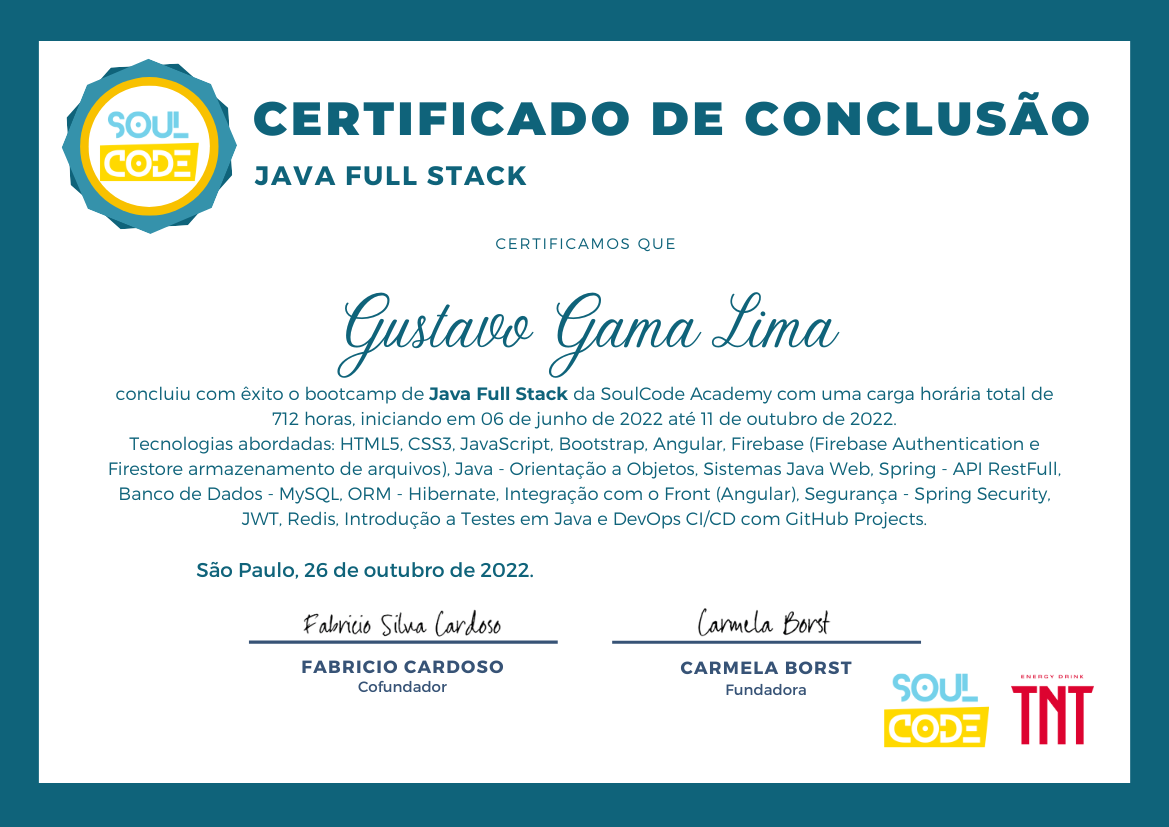 SOUL
CODE
CERTIFICADO DE CONCLUSÃO
JAVA FULL STACK
CERTIFICAMOS QUE
Gustavo Gama Lima
concluiu com êxito o bootcamp de Java Full Stack da SoulCode Academy com uma carga horária total de
712 horas, iniciando em 06 de junho de 2022 até 11 de outubro de 2022.
Tecnologias abordadas: HTML5, CSS3, JavaScript, Bootstrap, Angular, Firebase (Firebase Authentication e
Firestore armazenamento de arquivos), Java - Orientação a Objetos, Sistemas Java Web, Spring - API RestFull,
Banco de Dados - MySQL, ORM - Hibernate, Integração com o Front (Angular), Segurança - Spring Security,
JWT, Redis, Introdução a Testes em Java e DevOps CI/CD com GitHub Projects.
São Paulo, 26 de outubro de 2022.
Fabricio Silva Cardoso
FABRICIO CARDOSO
Cofundador
Carmela Borst
CARMELA BORST
Fundadora
SOUL
CODE
ENERGY DRINK
TNT